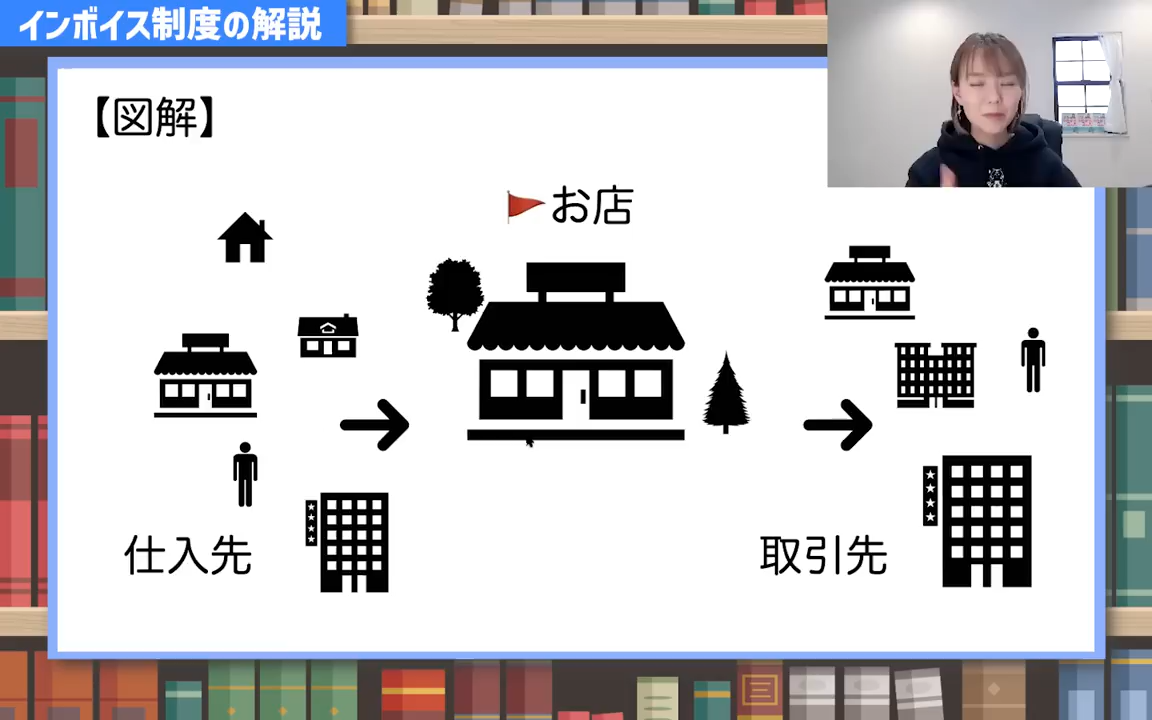 インボイス制度の解説
【図解】
お店
仕入先
取引先